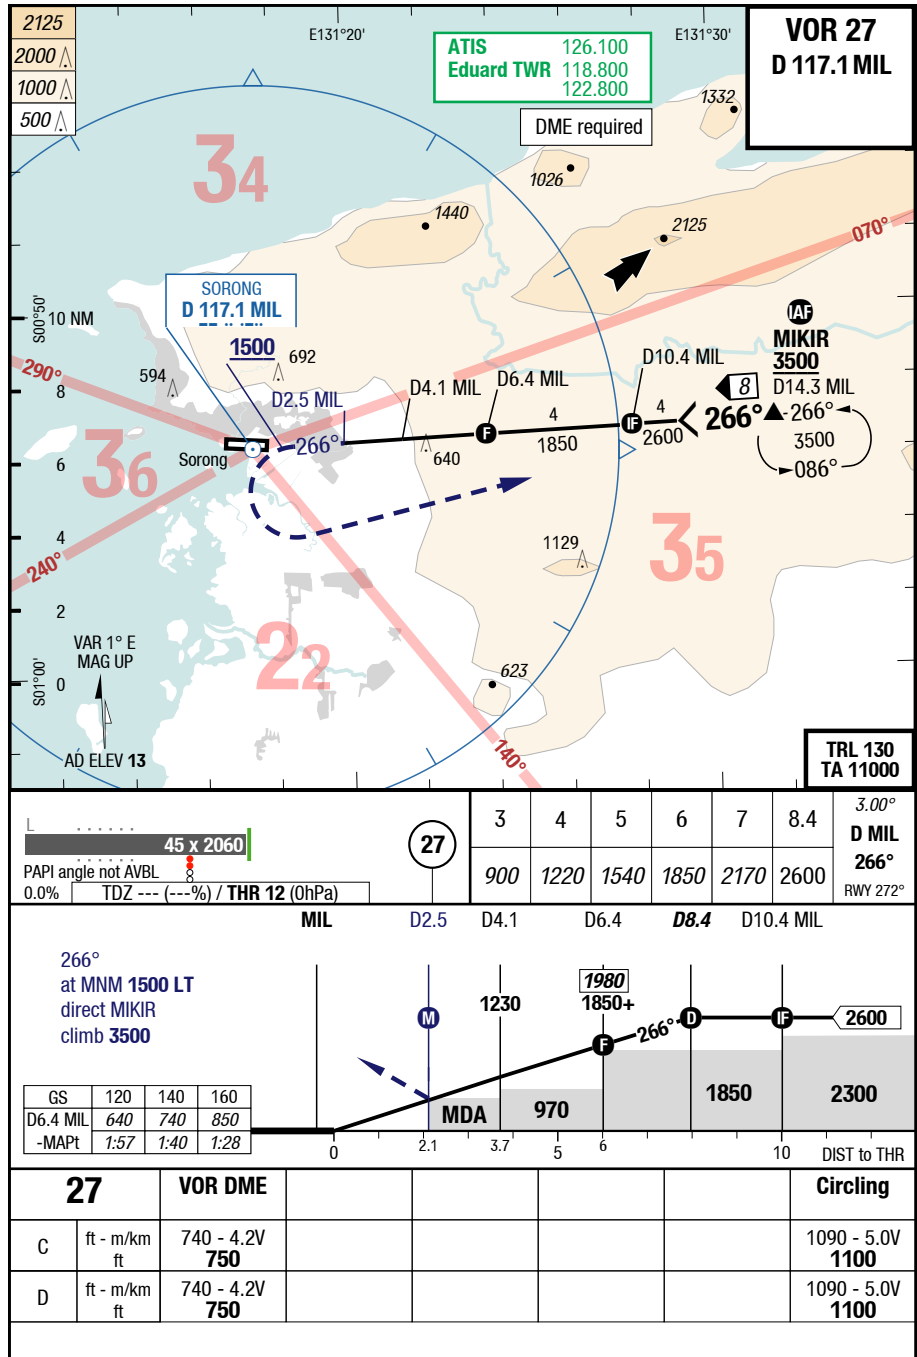 2125
2000
1000
500
E131°20'
E131°30'
ATIS 126.100
Eduard TWR 118.800
122.800
DME required
VOR 27
D 117.1 MIL
1332
1026
1440
2125
34
070°
SORONG
D 117.1 MIL
S00°50'
10 NM
1500
692
594
290°
IAF
MIKIR
3500
D14.3 MIL
D10.4 MIL
D6.4 MIL
D4.1 MIL
D2.5 MIL
8
8
266°
266°
3500
086°
266°
F
4
1850
IF
4
2600
640
Sorong
36
6
4
240°
1129
35
2
22
VAR 1° E
MAG UP
623
S01°00'
0
140°
AD ELEV 13
TRL 130
TA 11000
L
45 x 2060
PAPI angle not AVBL
0.0% TDZ --- (---%) / THR 12 (0hPa)
27
3 4 5 6 7 8.4 3.00°
D MIL
900 1220 1540 1850 2170 2600 266°
RWY 272°
MIL D2.5 D4.1 D6.4 D8.4 D10.4 MIL
266°
at MNM 1500 LT
direct MIKIR
climb 3500
1980
1230 1850+
M F 266° D IF 2600
MDA 970 1850 2300
GS 120 140 160
D6.4 MIL 640 740 850
-MAPt 1:57 1:40 1:28
0 2.1 3.7 5 6 10 DIST to THR
27 VOR DME Circling
C ft - m/km 740 - 4.2V 1090 - 5.0V
ft 750 1100
D ft - m/km 740 - 4.2V 1090 - 5.0V
ft 750 1100